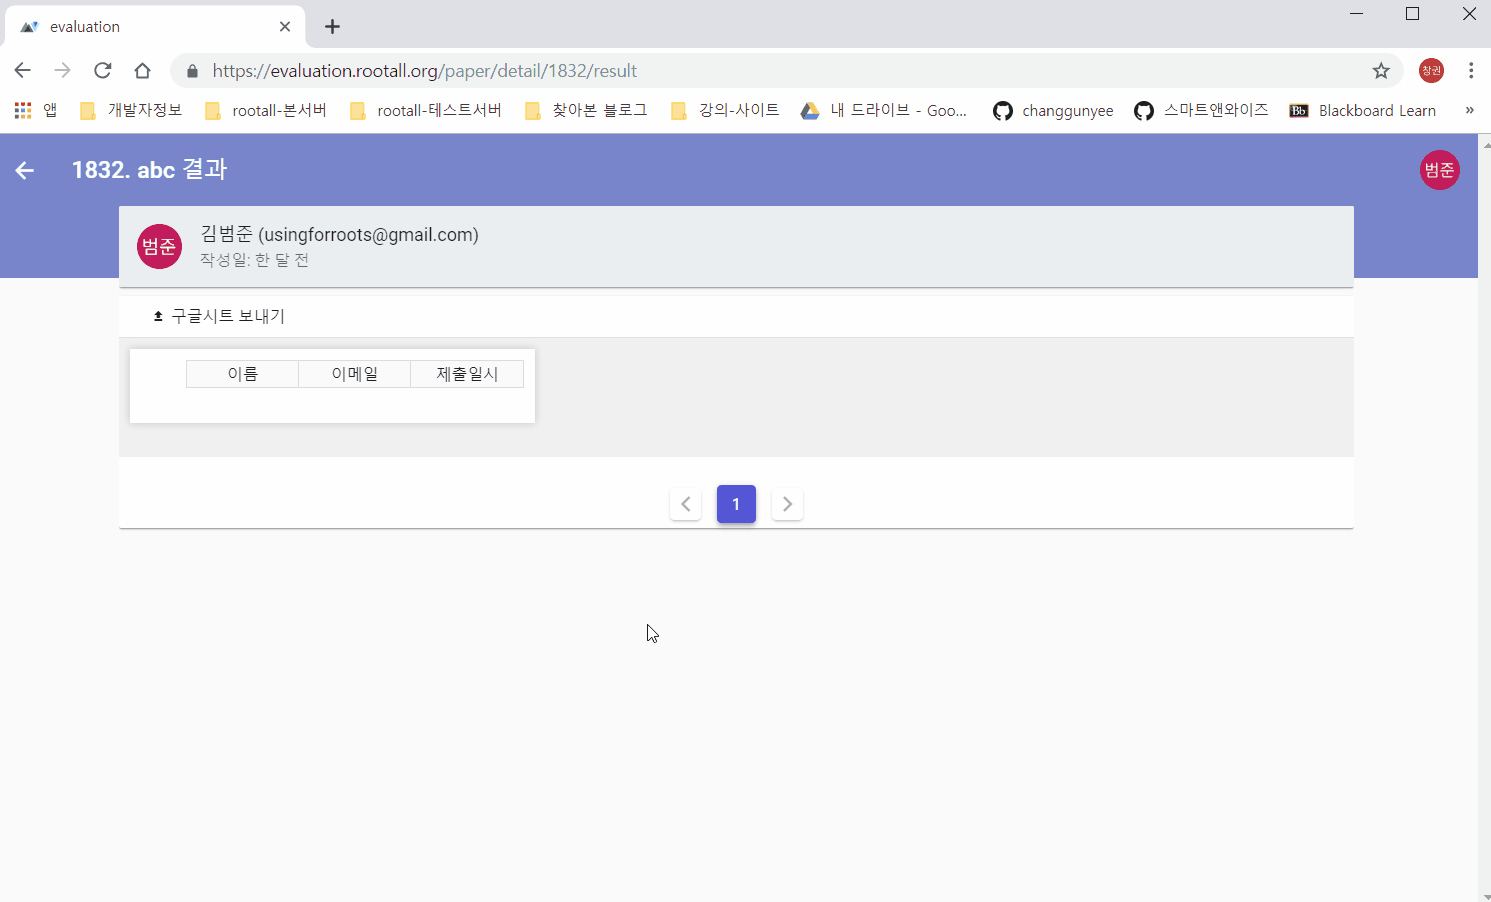 evaluation
https://evaluation.rootall.org/paper/detail/1832/result
창권
앱 개발자정보 rootall-본서버 rootall-테스트서버 찾아본 블로그 강의-사이트 내 드라이브 - Goo... changgunyee 스마트앤와이즈 Bb Blackboard Learn »
1832. abc 결과
범준
범준
김범준 (usingforroots@gmail.com)
작성일: 한 달 전
구글시트 보내기
이름 이메일 제출일시
1